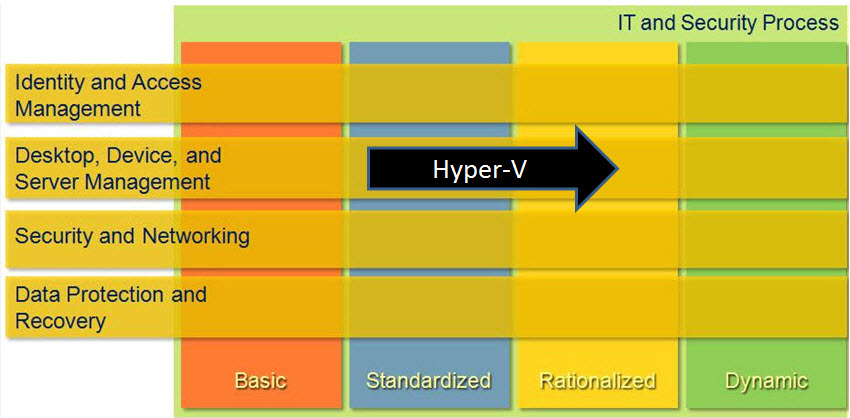 IT and Security Process
Identity and Access
Management
Desktop, Device, and
Server Management
Hyper-V
Security and Networking
Data Protection and
Recovery
Basic
Standardized
Rationalized
Dynamic